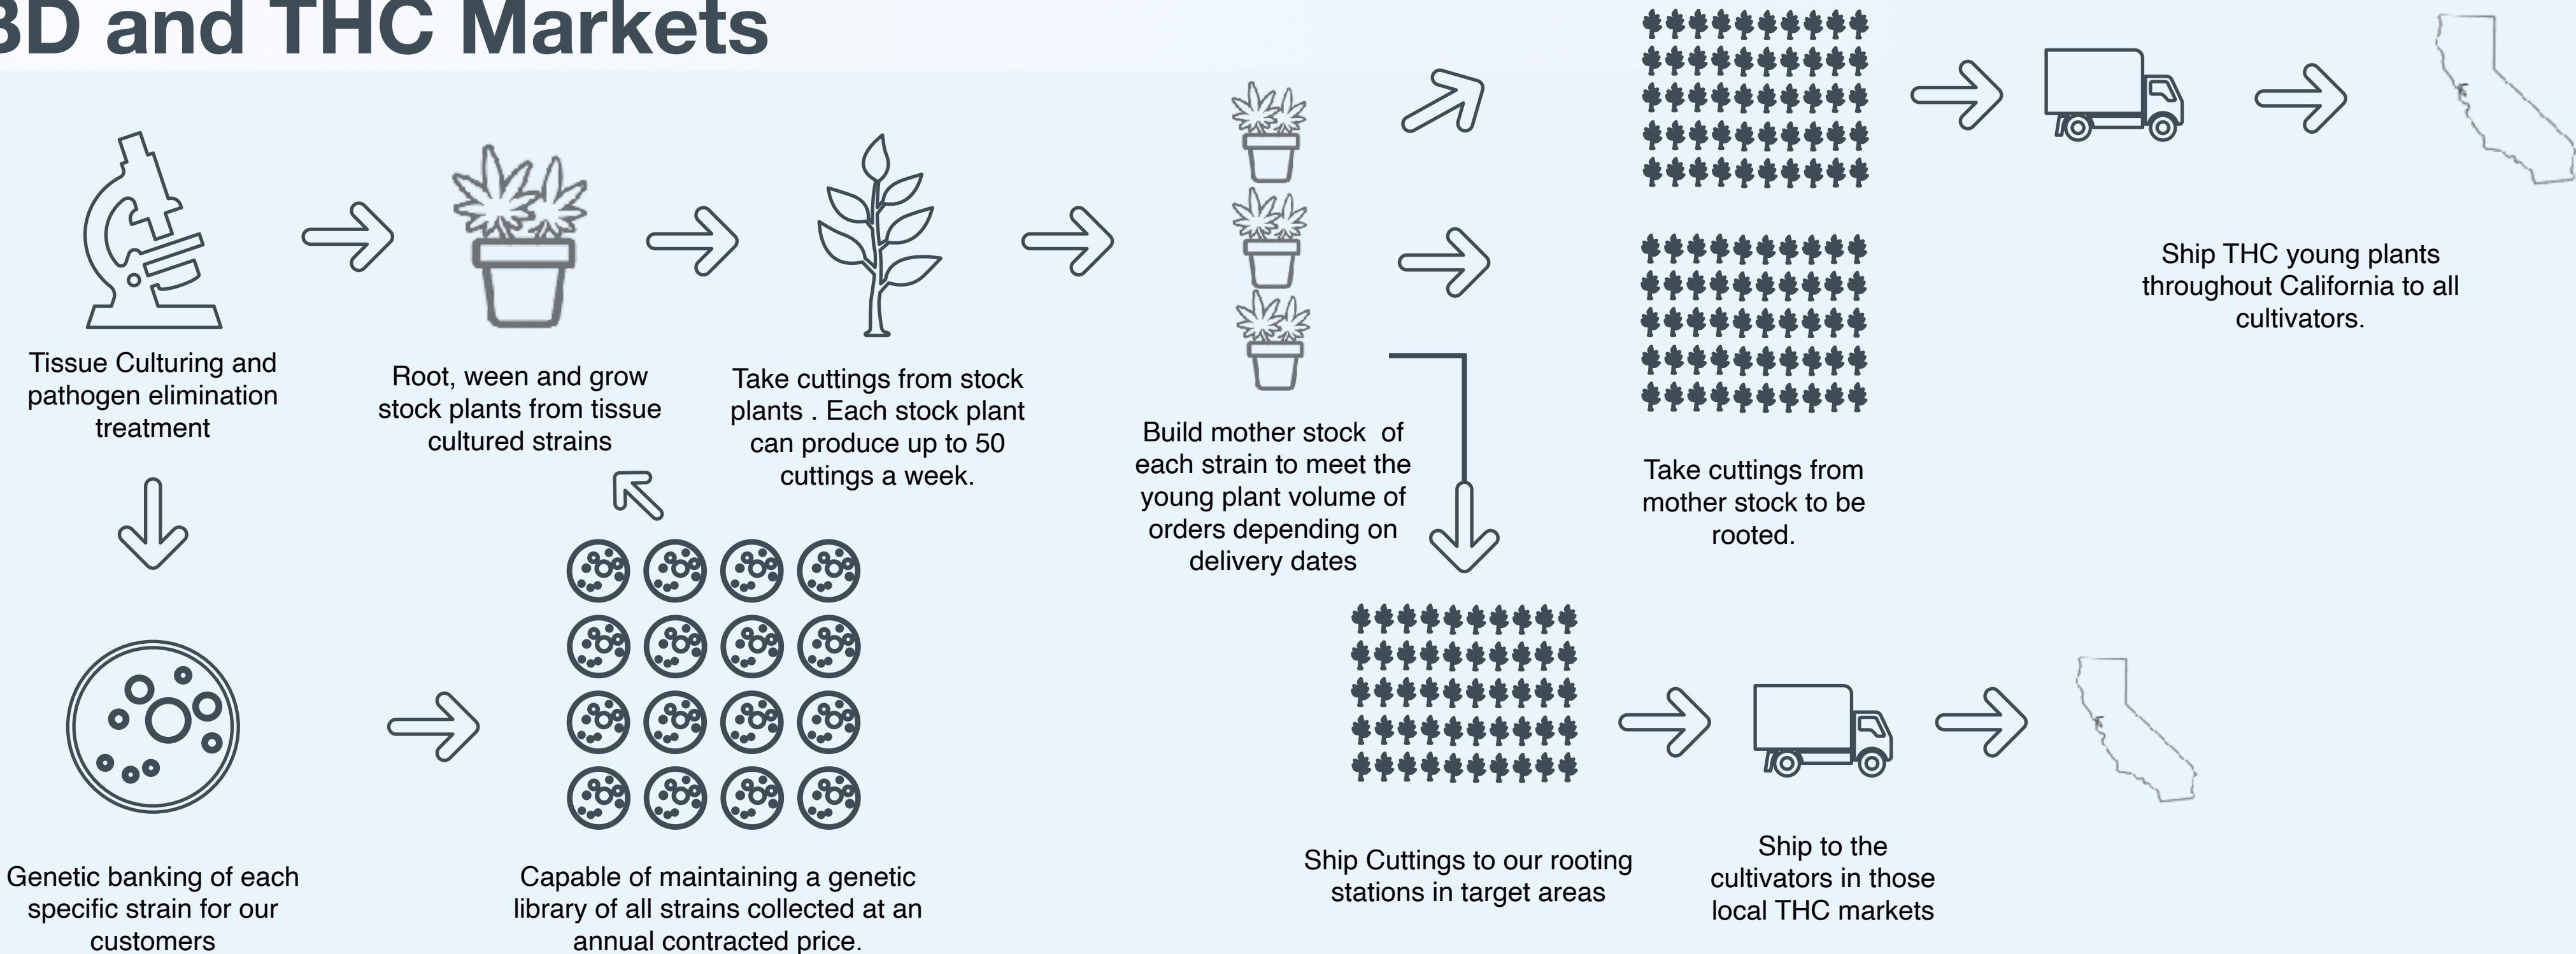 BD and THC Markets
Tissue Culturing and
pathogen elimination
treatment
Root, ween and grow
stock plants from tissue
cultured strains
Take cuttings from stock
plants . Each stock plant
can produce up to 50
cuttings a week.
Build mother stock of
each strain to meet the
young plant volume of
orders depending on
delivery dates
Take cuttings from
mother stock to be
rooted.
Ship THC young plants
throughout California to all
cultivators.
Genetic banking of each
specific strain for our
customers
Capable of maintaining a genetic
library of all strains collected at an
annual contracted price.
Ship Cuttings to our rooting
stations in target areas
Ship to the
cultivators in those
local THC markets